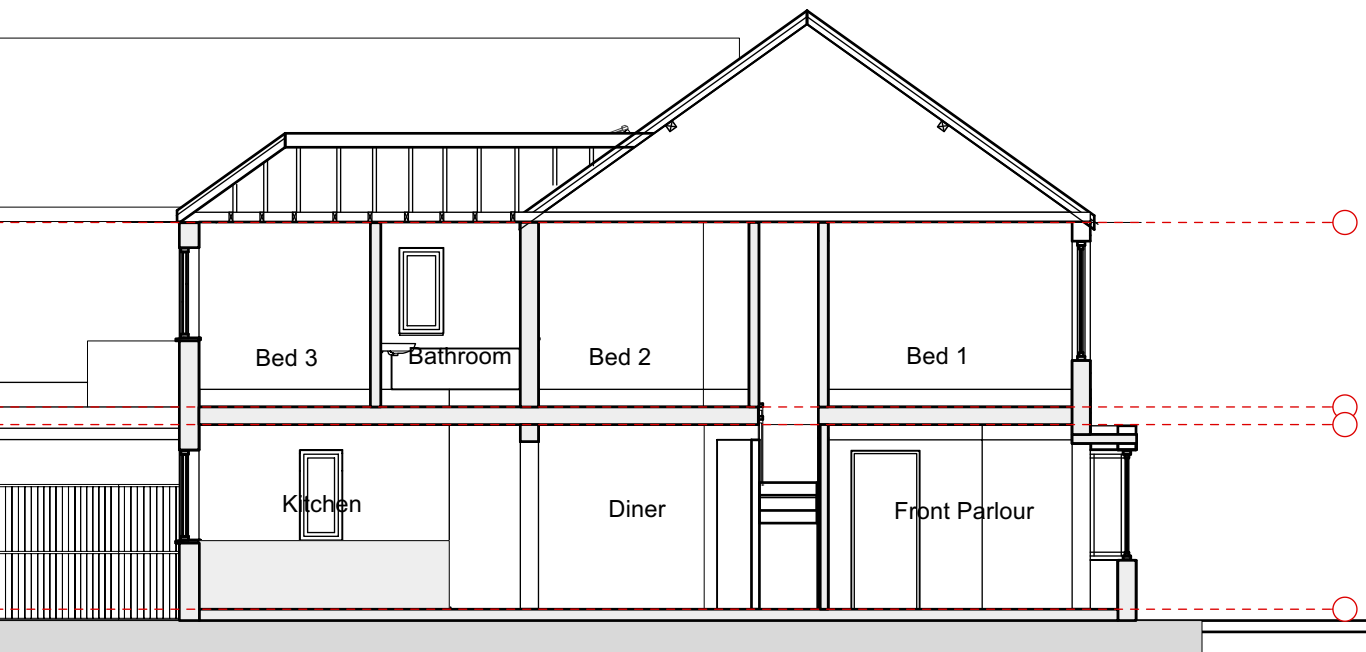 Bed 3
Bathroom
Bed 2
Bed 1
Kitchen
Diner
Front Parlour